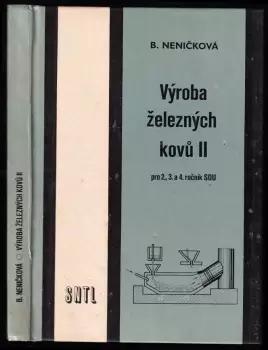 B. NENIČKOVÁ
Výroba
železných
kovů II
pro 2., 3. a 4. ročník SOU
SNTL
B. NENIČKOVÁ ○ VÝROBA ŽELEZNÝCH KOVŮ II